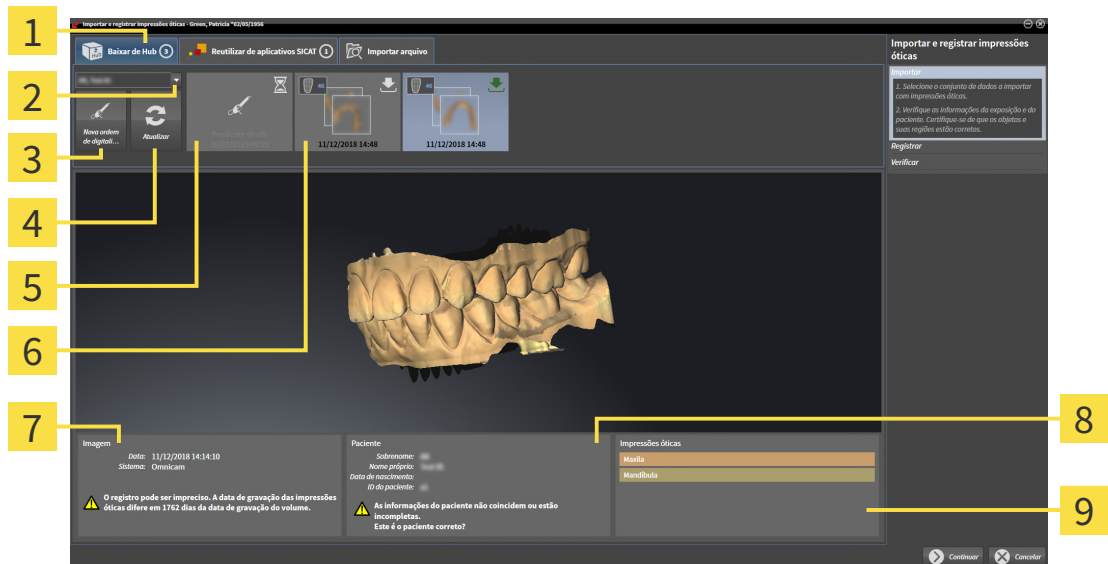 Importar e registrar impressões óticas - Green, Patricia *02/05/1956
1
Baixar de Hub 3
Reutilizar de aplicativos SICAT 1
Importar arquivo
2
3
Nova ordem
de digitali...
Atualizar
4
5
Pendente desde
11/12/2018 14:48
6
11/12/2018 14:48
Importar e registrar impressões
óticas
Importar
1. Selecione o conjunto de dados a importar
com impressões óticas.
2. Verifique as informações da exposição e do
paciente. Certifique-se de que os objetos e
suas regiões estão corretos.
Registrar
Verificar
7
Imagem
Data: 11/12/2018 14:14:10
Sistema: Omnicam
O registro pode ser impreciso. A data de gravação das impressões
óticas difere em 1762 dias da data de gravação do volume.
8
Paciente
Sobrenome:
Nome próprio:
Data de nascimento:
ID do paciente:
As informações do paciente não coincidem ou estão
incompletas.
Este é o paciente correto?
Impressões óticas
Maxila
Mandíbula
9
Continuar
Cancelar